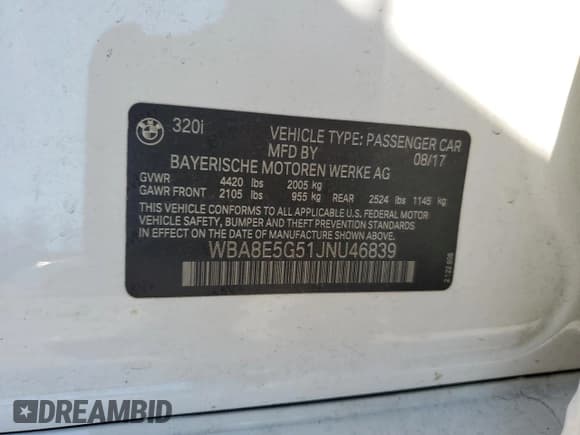 BMW
320i
VEHICLE TYPE: PASSENGER CAR
MFD BY 08/17
BAYERISCHE MOTOREN WERKE AG
GVWR 4420 lbs 2005 kg
GAWR FRONT 2105 lbs 955 kg REAR 2524 lbs 1145 kg
THIS VEHICLE CONFORMS TO ALL APPLICABLE U.S. FEDERAL MOTOR
VEHICLE SAFETY, BUMPER AND THEFT PREVENTION STANDARDS
IN EFFECT ON THE DATE OF MANUFACTURE SHOWN ABOVE.
WBA8E5G51JNU46839
DREAMBID